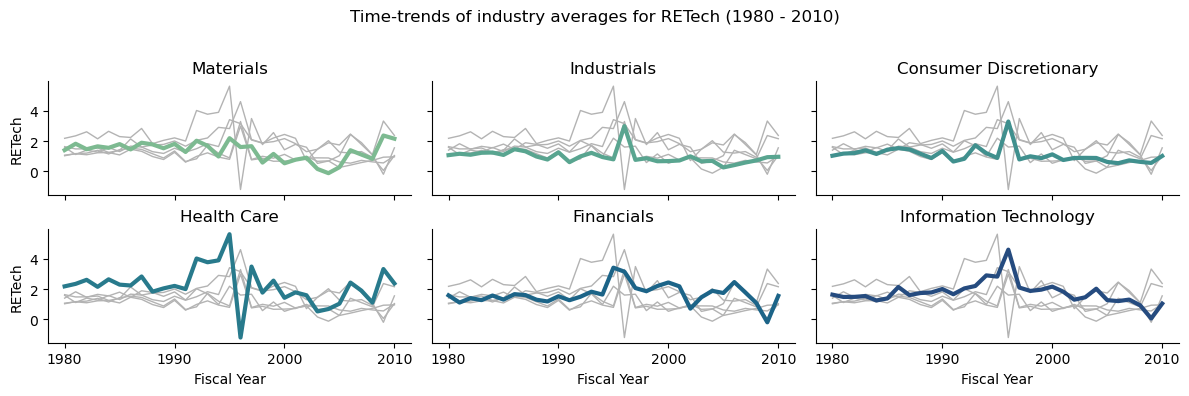 Time-trends of industry averages for RETech (1980 - 2010)
Materials
Industrials
Consumer Discretionary
RETech
4
2
0
Health Care
Financials
Information Technology
RETech
4
2
0
1980
1990
2000
2010
1980
1990
2000
2010
1980
1990
2000
2010
Fiscal Year
Fiscal Year
Fiscal Year